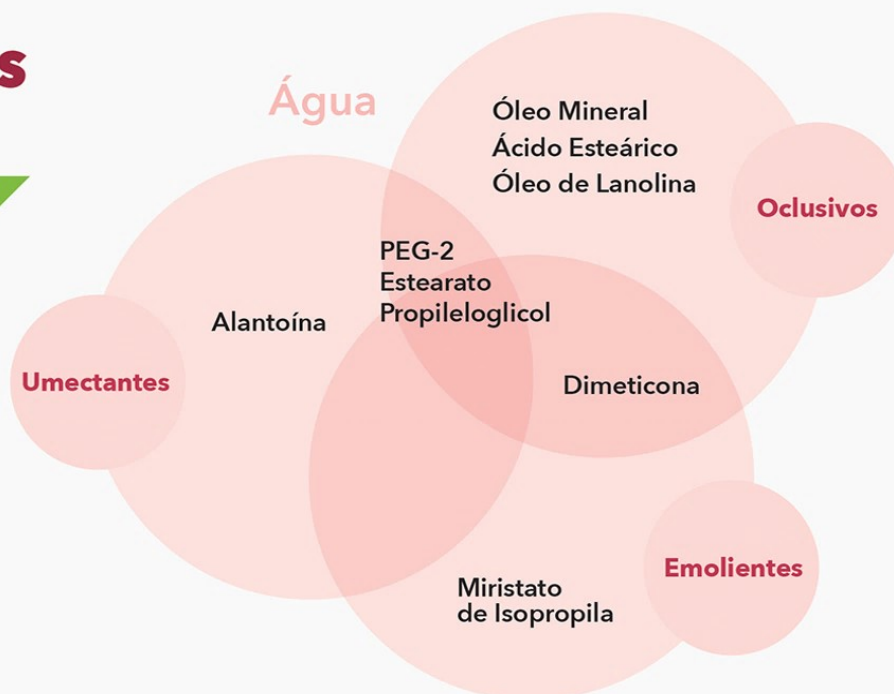 s
Água
Óleo Mineral
Ácido Esteárico
Óleo de Lanolina
Oclusivos
PEG-2
Estearato
Propileloglicol
Alantoína
Umectantes
Dimeticona
Emolientes
Miristato
de Isopropila